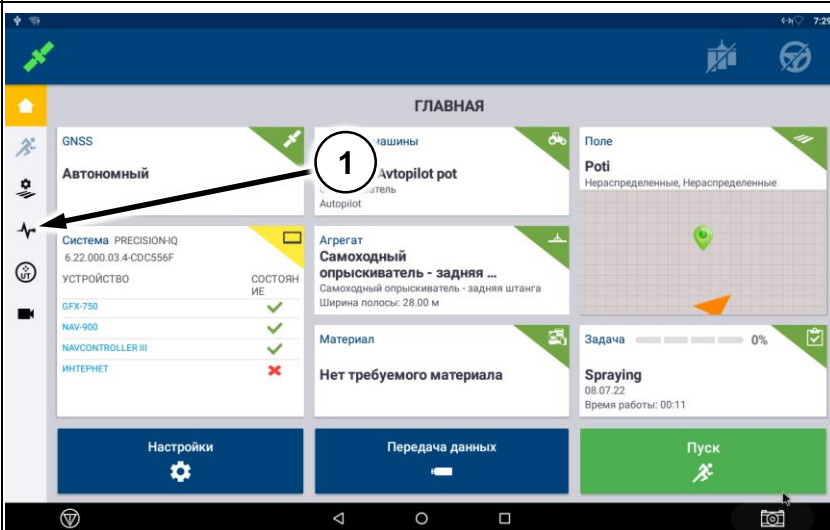 7:29
ГЛАВНАЯ
GNSS
Автономный
1
машины
Avtopilot pot
Autopilot
Поле
Poti
Нераспределенные, Нераспределенные
Система PRECISION-IQ
6.22.000.03.4-CDC556F
УСТРОЙСТВО
СОСТОЯН
ИЕ
GFX-750
NAV-900
NAVCONTROLLER III
ИНТЕРНЕТ
Агрегат
Самоходный
опрыскиватель - задняя ...
Самоходный опрыскиватель - задняя штанга
Ширина полосы: 28.00 м
Материал
Нет требуемого материала
Задача 0%
Spraying
08.07.22
Время работы: 00:11
Настройки
Передача данных
Пуск
UT